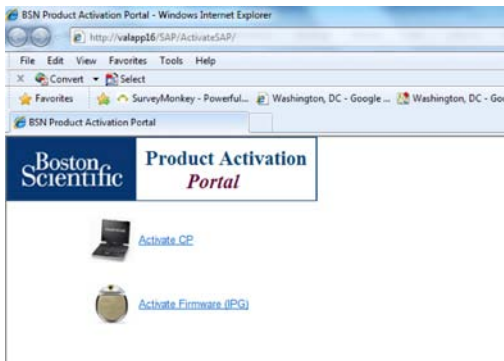 BSN Product Activation Portal - Windows Internet Explorer
http://valapp16/SAP/ActivateSAP/
File Edit View Favorites Tools Help
x Convert Select
Favorites SurveyMonkey - Powerful... Washington, DC - Google ... Washington, DC - Goo
BSN Product Activation Portal
Boston Scientific
Product Activation
Portal
Activate CP
Activate Firmware (IPG)